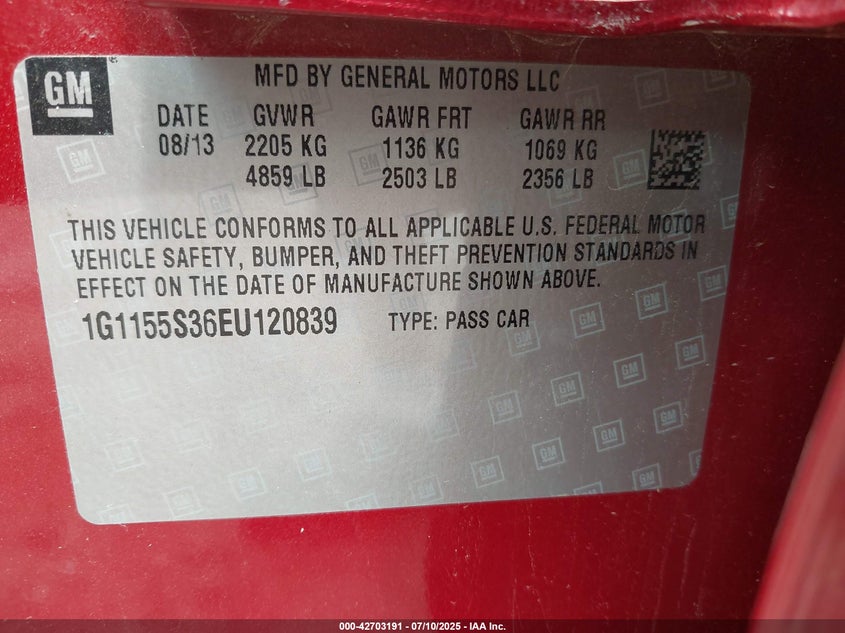 GM
MFD BY GENERAL MOTORS LLC
DATE GVWR GAWR FRT GAWR RR
08/13 2205 KG 1136 KG 1069 KG
4859 LB 2503 LB 2356 LB
THIS VEHICLE CONFORMS TO ALL APPLICABLE U.S. FEDERAL MOTOR
VEHICLE SAFETY, BUMPER, AND THEFT PREVENTION STANDARDS IN
EFFECT ON THE DATE OF MANUFACTURE SHOWN ABOVE.
1G1155S36EU120839 TYPE: PASS CAR
000-42703191 - 07/10/2025 - IAA Inc.